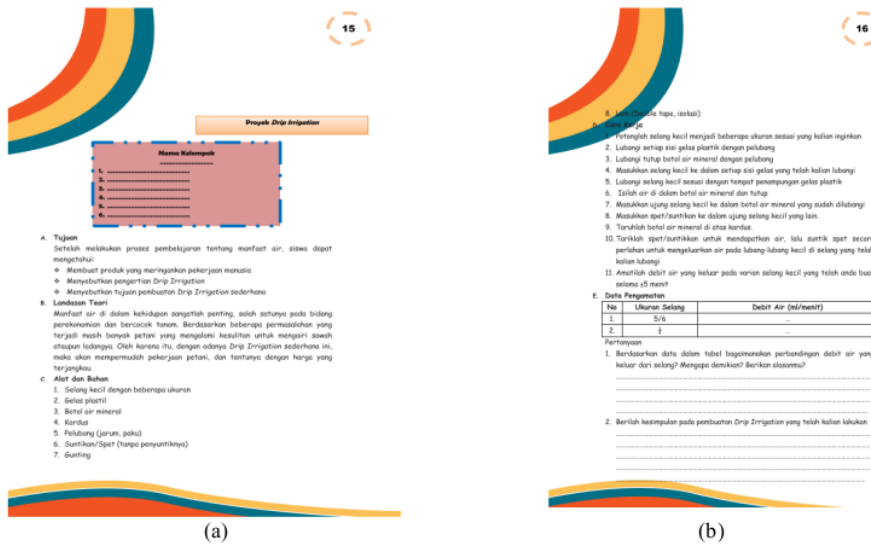 15
Proyek Drip Irrigation
Nama Kelompok
1.
2.
3.
4.
5.
6.
A. Tujuan
Setelah melakukan proses pembelajaran tentang manfaat air, siswa dapat
mengetahui:
Membuat produk yang meringankan pekerjaan manusia
Menyebutkan pengertian Drip Irrigation
Menyebutkan tujuan pembuatan Drip Irrigation sederhana
B. Landasan Teori
Manfaat air di dalam kehidupan sangatlah penting, salah satunya pada bidang
perekonomian dan bercocok tanam. Berdasarkan beberapa permasalahan yang
terjadi masih banyak petani yang mengalami kesulitan untuk mengairi sawah
ataupun ladangya. Oleh karena itu, dengan adanya Drip Irrigation sederhana ini,
maka akan mempermudah pekerjaan petani, dan tentunya dengan harga yang
terjangkau.
C. Alat dan Bahan
1. Selang kecil dengan beberapa ukuran
2. Gelas plastil
3. Botol air mineral
4. Kardus
5. Pelubang (jarum, paku)
6. Suntikan/Spet (tanpa penyuntiknya)
7. Gunting
(a)
16
8. Lain (Double tape, isolasi)
D. Cara Kerja
1. Potonglah selang kecil menjadi beberapa ukuran sesuai yang kalian inginkan
2. Lubangi setiap sisi gelas plastik dengan pelubang
3. Lubangi tutup botol air mineral dengan pelubang
4. Masukkan selang kecil ke dalam setiap sisi gelas yang telah kalian lubangi
5. Lubangi selang kecil sesuai dengan tempat penampungan gelas plastik
6. Isilah air di dalam botol air mineral dan tutup
7. Masukkan ujung selang kecil ke dalam botol air mineral yang sudah dilubangi
8. Masukkan spet/suntikan ke dalam ujung selang kecil yang lain.
9. Taruhlah botol air mineral di atas kardus.
10. Tariklah spet/suntikkan untuk mendapatkan air, lalu suntik spet secar
perlahan untuk mengeluarkan air pada lubang-lubang kecil di selang yang tela
kalian lubangi
11. Amatilah debit air yang keluar pada varian selang kecil yang telah anda bua
selama ±5 menit
E. Data Pengamatan
No Ukuran Selang Debit Air (ml/menit)
1. 5/6 ...
2. ...
Pertanyaan
1. Berdasarkan data dalam tabel bagaimanakan perbandingan debit air yan
keluar dari selang? Mengapa demikian? Berikan alasanmu?
2. Berilah kesimpulan pada pembuatan Drip Irrigation yang telah kalian lakukan
(b)